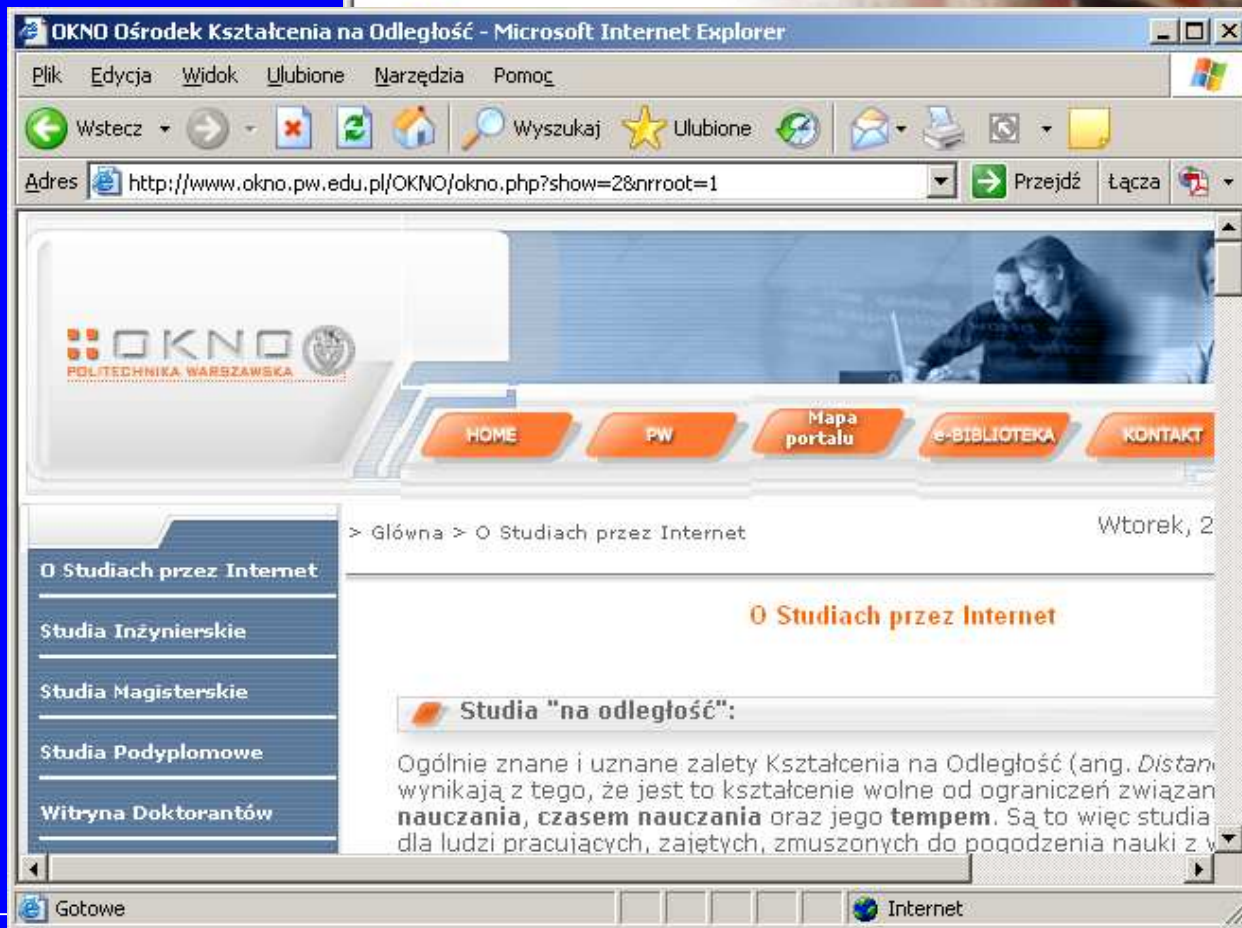 OKNO Ośrodek Kształcenia na Odległość - Microsoft Internet Explorer
Plik Edycja Widok Ulubione Narzędzia Pomoc
Wstecz Wyszukaj Ulubione
Adres http://www.okno.pw.edu.pl/OKNO/okno.php?show=2&nrroot=1 Przejdź Łącza
OKNO
POLITECHNIKA WARSZAWSKA
HOME PW Mapa portalu e-BIBLIOTEKA KONTAKT
> Główna > O Studiach przez Internet Wtorek, 2
O Studiach przez Internet
Studia Inżynierskie
Studia Magisterskie
Studia Podyplomowe
Witryna Doktorantów
O Studiach przez Internet
Studia "na odległość":
Ogólnie znane i uznane zalety Kształcenia na Odległość (ang. Distan
wynikają z tego, że jest to kształcenie wolne od ograniczeń związan
nauczania, czasem nauczania oraz jego tempem. Są to więc studia
dla ludzi pracujących, zajętych, zmuszonych do pogodzenia nauki z
Gotowe Internet